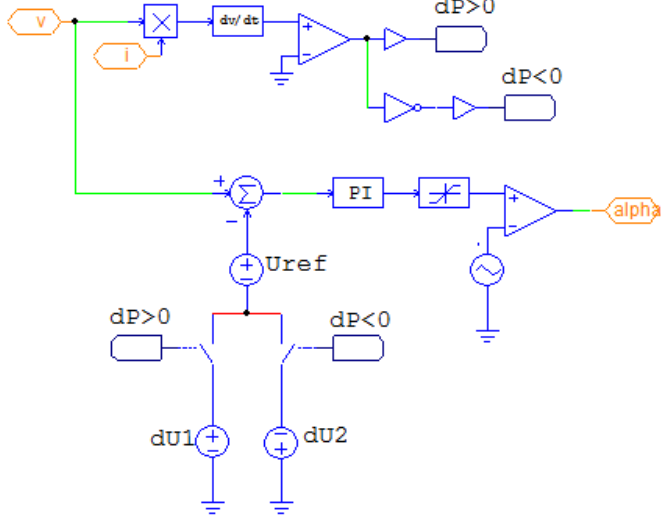 dP>0
v
dv/dt
+
−
i
dP<0
+
Σ
−
PI
+
−
alpha
+
−
Uref
dP>0
dP<0
dU1
+
−
−
+
dU2